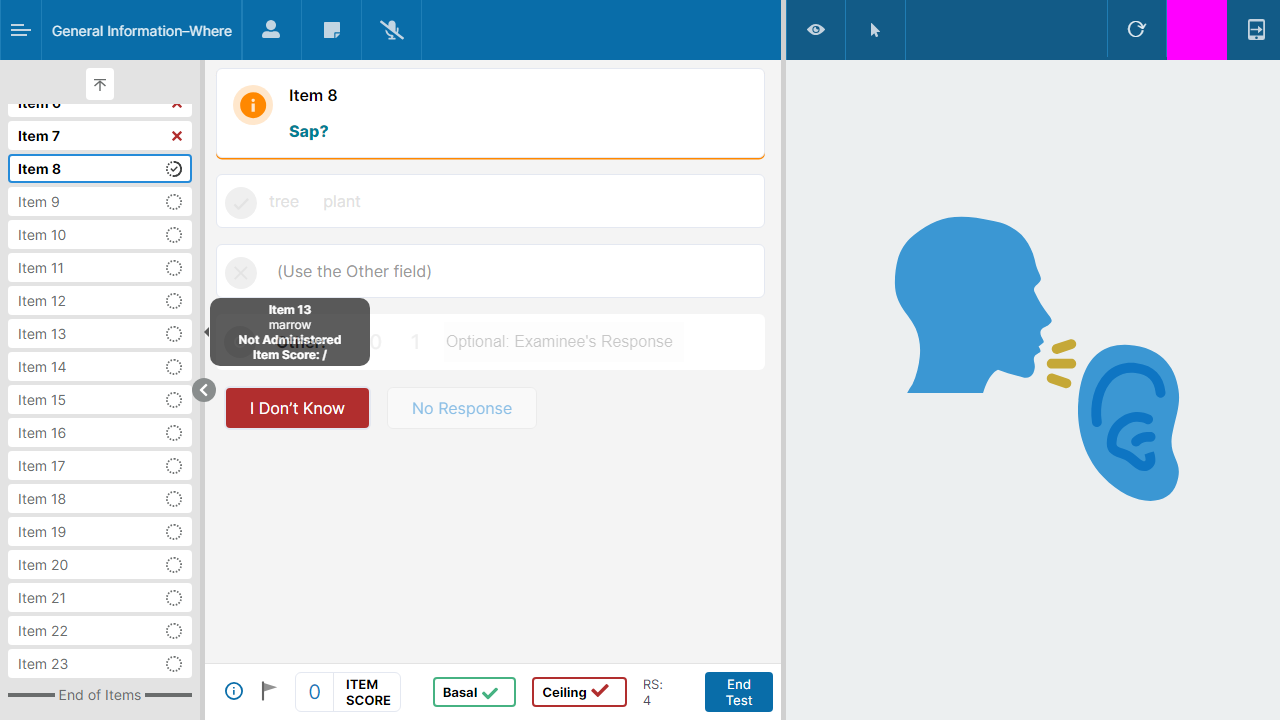 General Information–Where
Item 6
Item 7
Item 8
Item 9
Item 10
Item 11
Item 12
Item 13
Item 14
Item 15
Item 16
Item 17
Item 18
Item 19
Item 20
Item 21
Item 22
Item 23
End of Items
Item 8
Sap?
tree plant
(Use the Other field)
Item 13
marrow
Not Administered
Item Score: /
Other: 0 1 Optional: Examinee's Response
I Don't Know No Response
0 ITEM SCORE
Basal
Ceiling
RS: 4
End Test